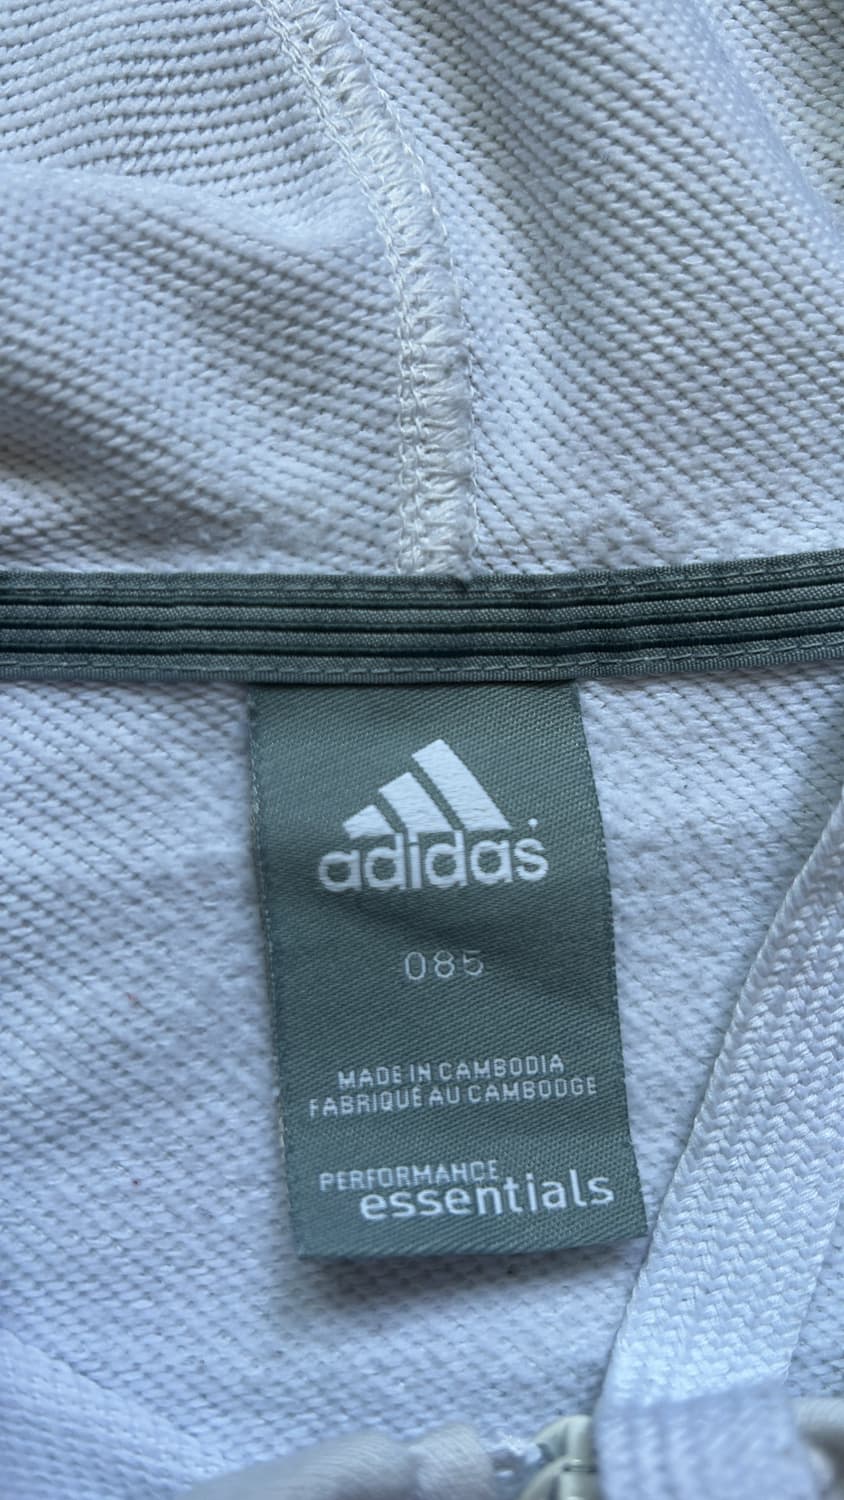 adidas
085
MADE IN CAMBODIA
FABRIQUÉ AU CAMBODGE
PERFORMANCE
essentials